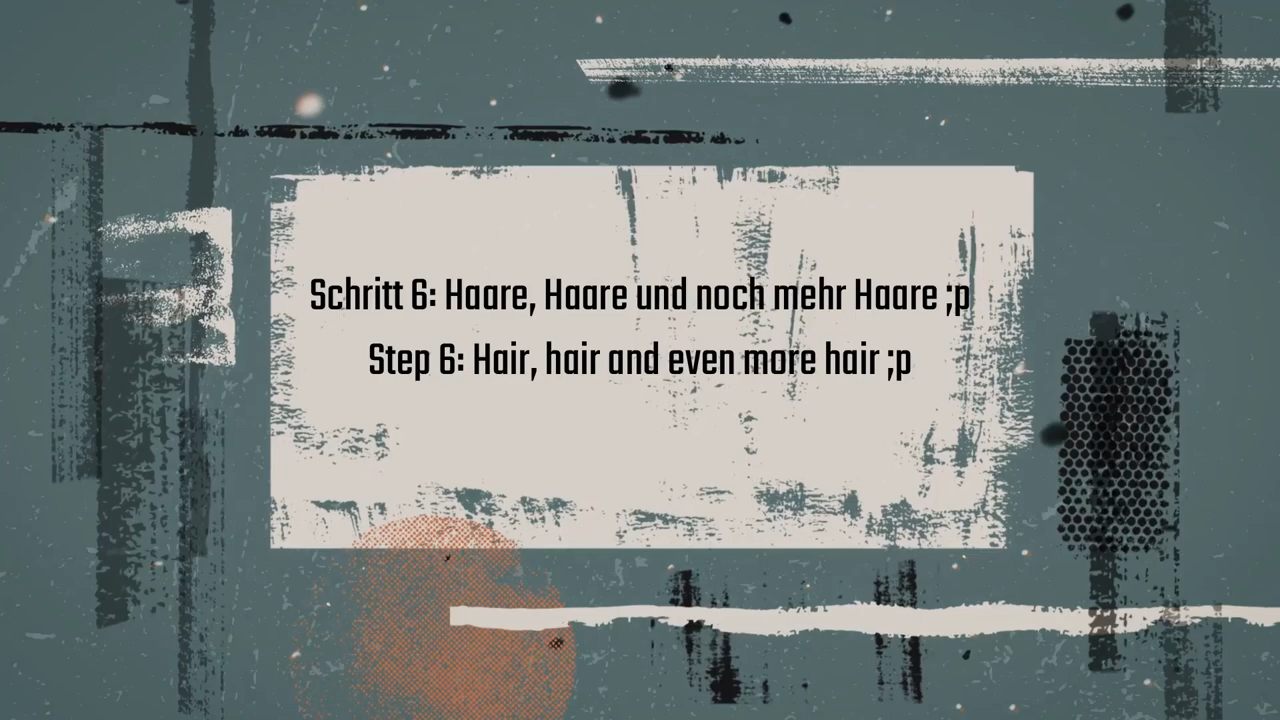 Schritt 6: Haare, Haare und noch mehr Haare ;p
Step 6: Hair, hair and even more hair ;p